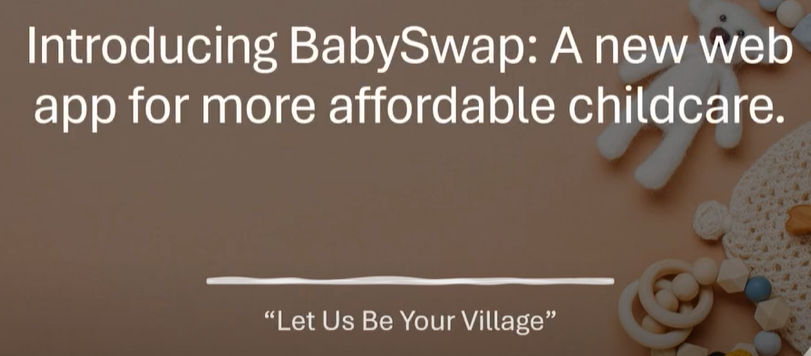 Introducing BabySwap: A new web
app for more affordable childcare.
“Let Us Be Your Village”